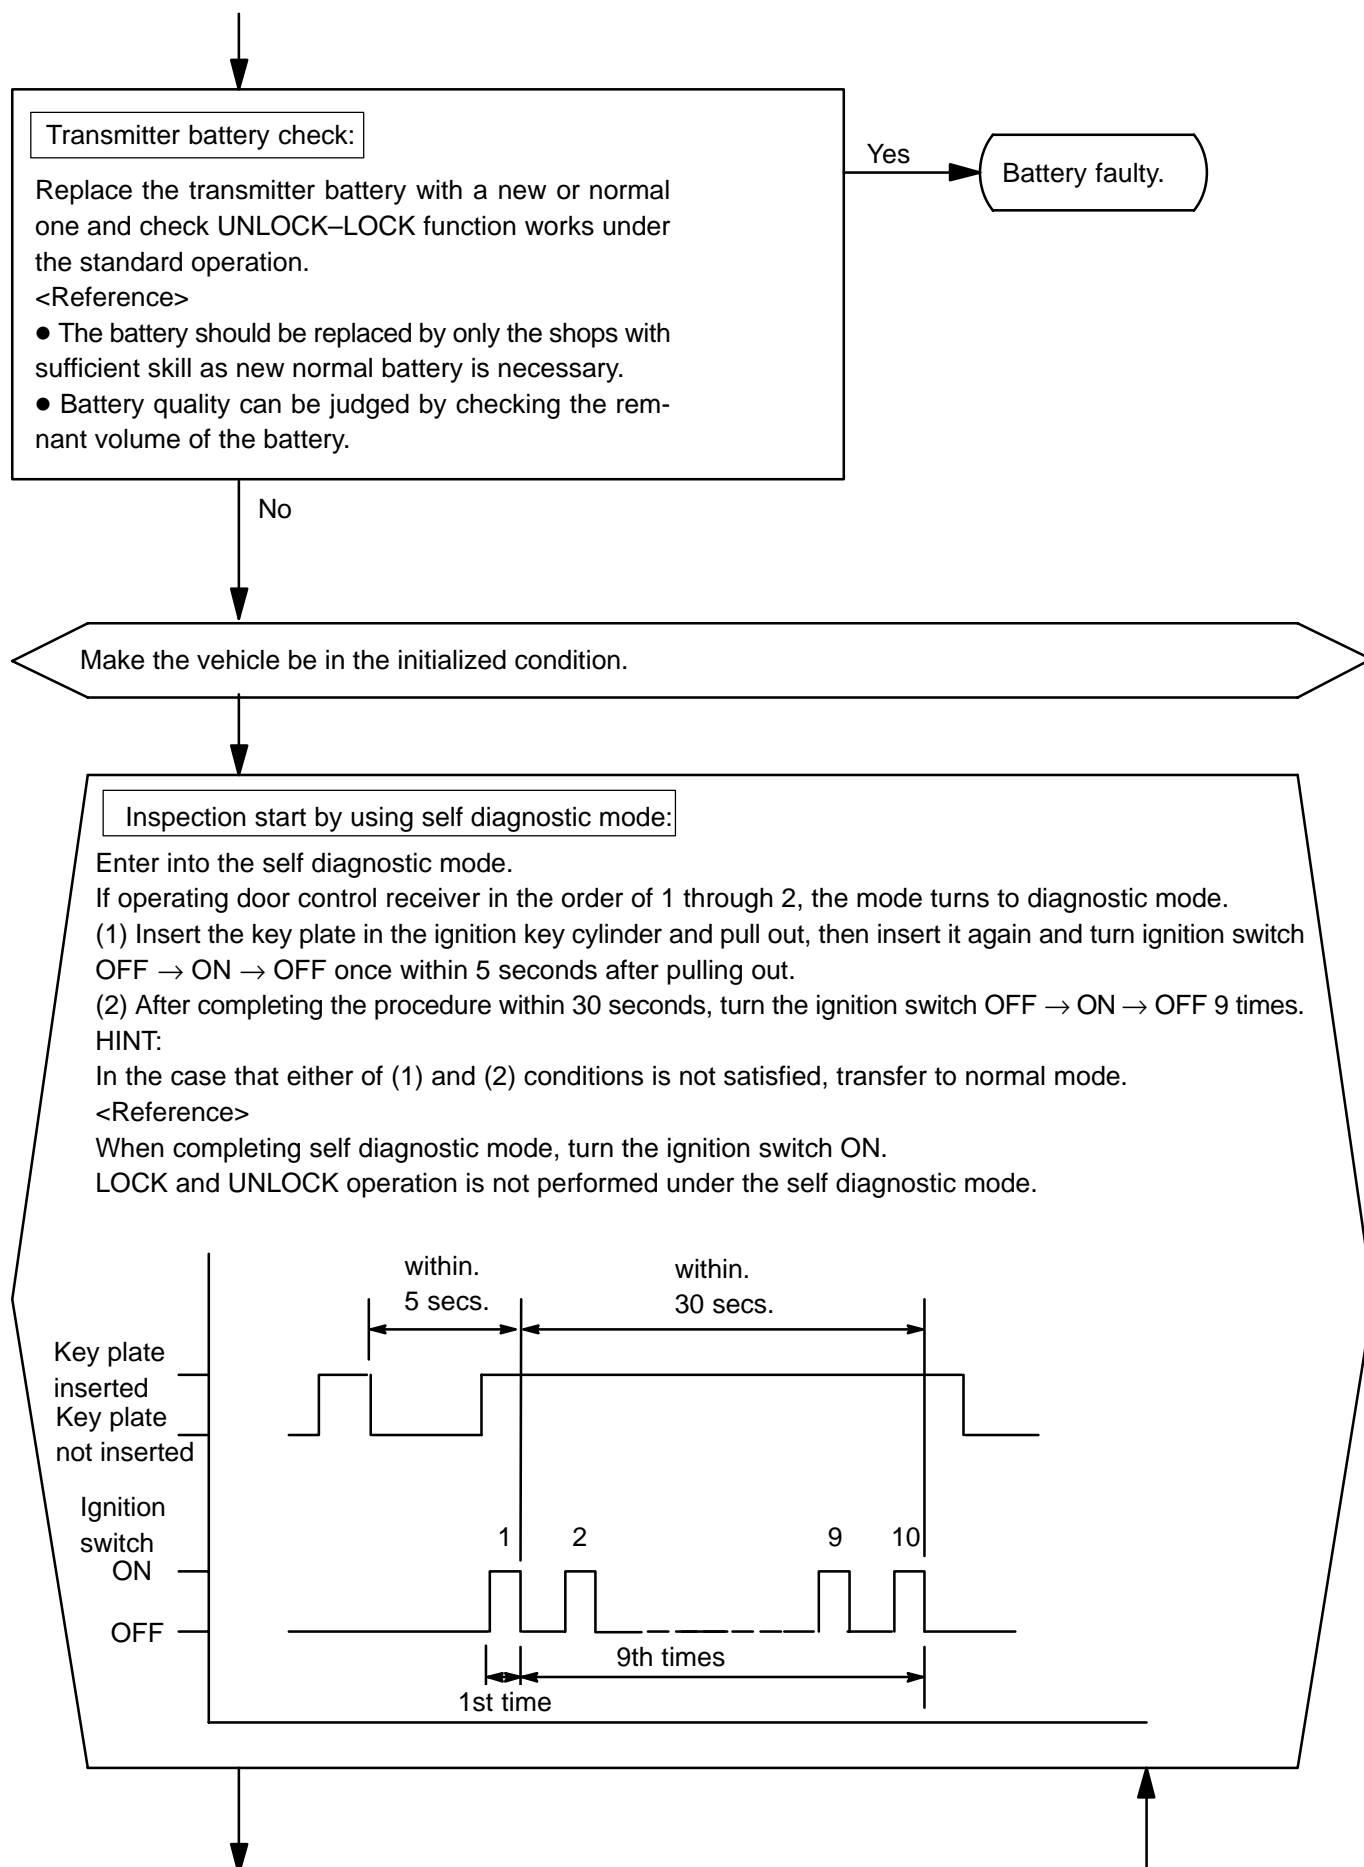 Transmitter battery check:
Yes
Battery faulty.
Replace the transmitter battery with a new or normal
one and check UNLOCK–LOCK function works under
the standard operation.
<Reference>
● The battery should be replaced by only the shops with
sufficient skill as new normal battery is necessary.
● Battery quality can be judged by checking the rem-
nant volume of the battery.
No
Make the vehicle be in the initialized condition.
Inspection start by using self diagnostic mode:
Enter into the self diagnostic mode.
If operating door control receiver in the order of 1 through 2, the mode turns to diagnostic mode.
(1) Insert the key plate in the ignition key cylinder and pull out, then insert it again and turn ignition switch
OFF → ON → OFF once within 5 seconds after pulling out.
(2) After completing the procedure within 30 seconds, turn the ignition switch OFF → ON → OFF 9 times.
HINT:
In the case that either of (1) and (2) conditions is not satisfied, transfer to normal mode.
<Reference>
When completing self diagnostic mode, turn the ignition switch ON.
LOCK and UNLOCK operation is not performed under the self diagnostic mode.
within.
5 secs.
within.
30 secs.
Key plate
inserted
Key plate
not inserted
Ignition
switch
ON
OFF
1
2
9
10
9th times
1st time